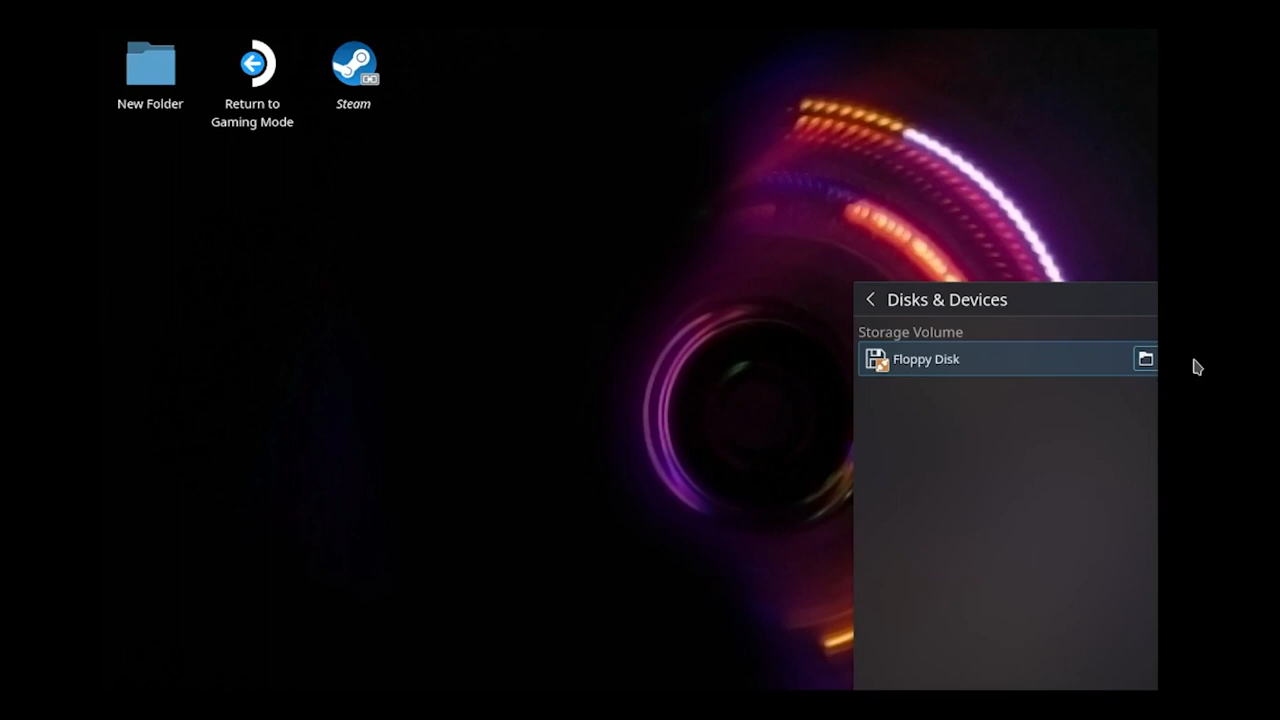 New Folder
Return to
Gaming Mode
Steam
Disks & Devices
Storage Volume
Floppy Disk